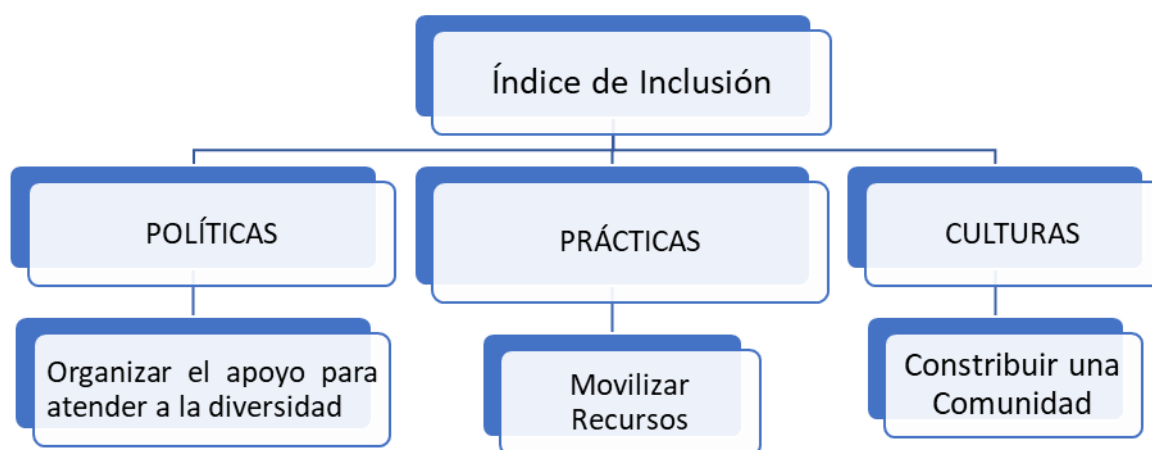 Índice de Inclusión
POLÍTICAS
PRÁCTICAS
CULTURAS
Organizar el apoyo para
atender a la diversidad
Movilizar
Recursos
Constribuir una
Comunidad